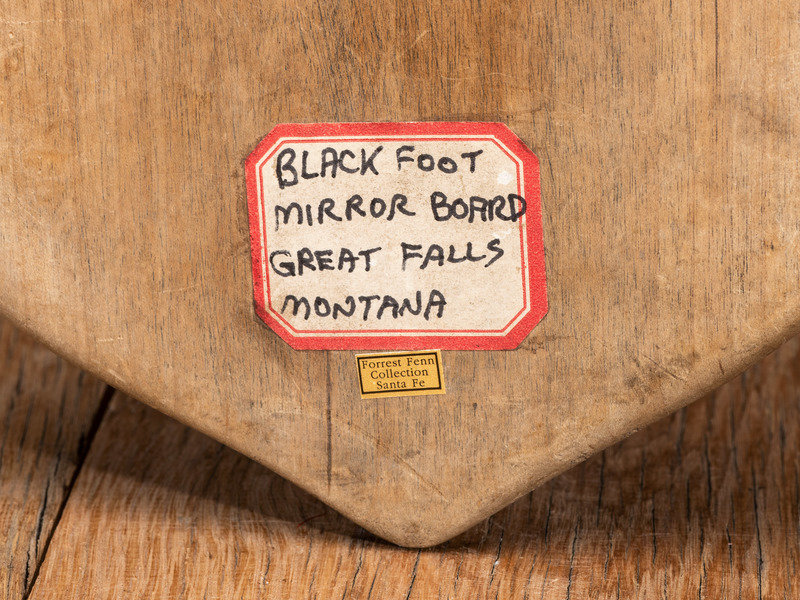 BLACK FOOT
MIRROR BOARD
GREAT FALLS
MONTANA
Forrest Fenn
Collection
Santa Fe